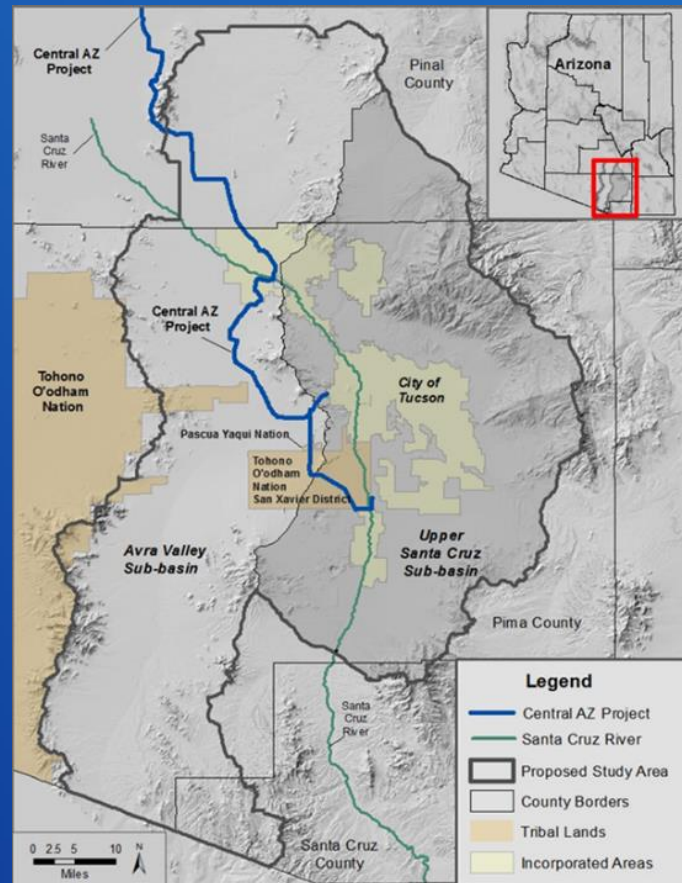 Central AZ
Project
Pinal
County
Arizona
Santa
Cruz
River
Central AZ
Project
Tohono
O'odham
Nation
City of
Tucson
Pascua Yaqui Nation
Tohono
O'odham
Nation
San Xavier District
Avra Valley
Sub-basin
Upper
Santa Cruz
Sub-basin
Pima County
Santa
Cruz
River
Santa Cruz
County
0 2.5 5 10
Miles
N
Legend
Central AZ Project
Santa Cruz River
Proposed Study Area
County Borders
Tribal Lands
Incorporated Areas